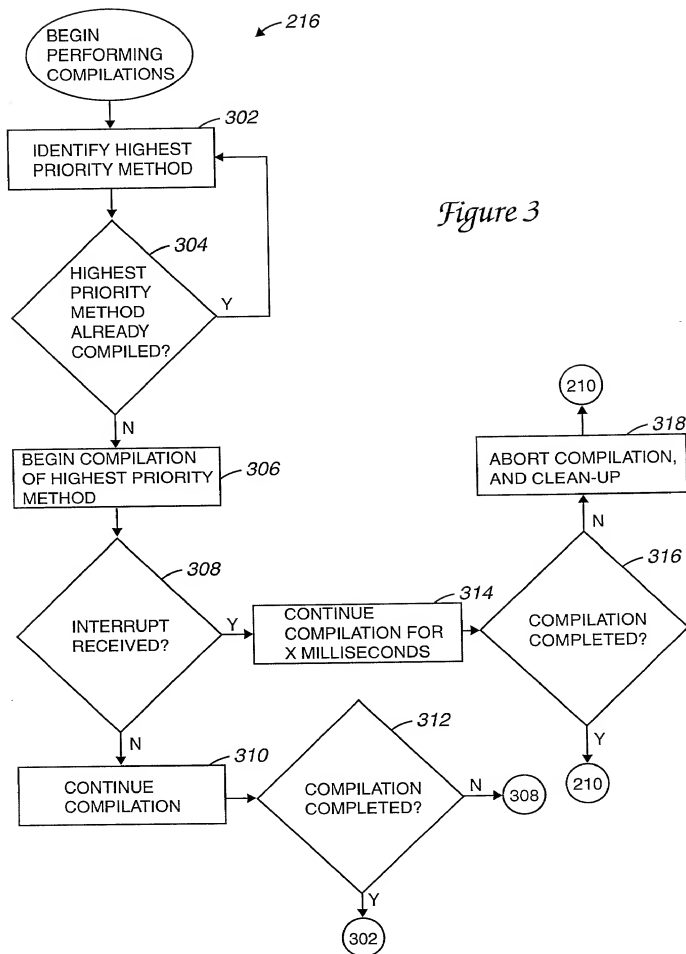 BEGIN
PERFORMING
COMPILATIONS
216
302
IDENTIFY HIGHEST
PRIORITY METHOD
Figure 3
304
HIGHEST
PRIORITY
METHOD
ALREADY
COMPILED?
Y
N
210
318
ABORT COMPILATION,
AND CLEAN-UP
BEGIN COMPILATION
OF HIGHEST PRIORITY
METHOD
306
N
316
308
INTERRUPT
RECEIVED?
Y
314
CONTINUE
COMPILATION FOR
X MILLISECONDS
COMPILATION
COMPLETED?
N
Y
210
310
CONTINUE
COMPILATION
312
COMPILATION
COMPLETED?
N
308
Y
302